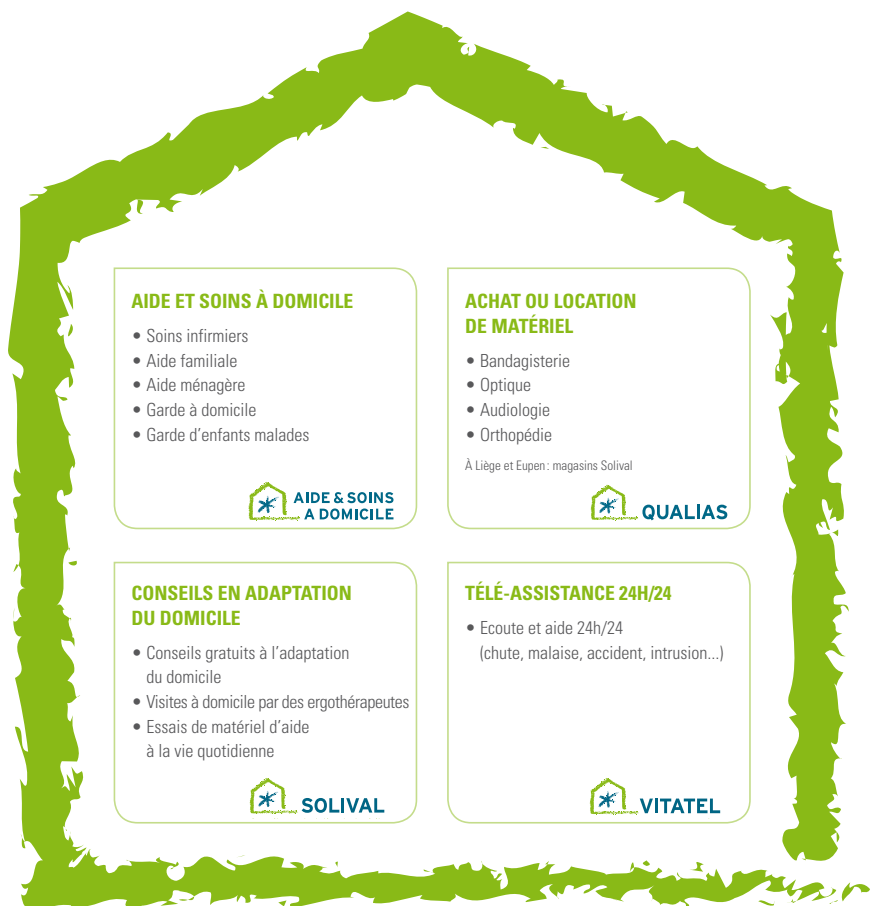 AIDE ET SOINS À DOMICILE
• Soins infirmiers
• Aide familiale
• Aide ménagère
• Garde à domicile
• Garde d'enfants malades
AIDE & SOINS
A DOMICILE
ACHAT OU LOCATION
DE MATÉRIEL
• Bandagisterie
• Optique
• Audiologie
• Orthopédie
À Liège et Eupen : magasins Solival
QUALIAS
CONSEILS EN ADAPTATION
DU DOMICILE
• Conseils gratuits à l'adaptation
du domicile
• Visites à domicile par des ergothérapeutes
• Essais de matériel d'aide
à la vie quotidienne
SOLIVAL
TÉLÉ-ASSISTANCE 24H/24
• Ecoute et aide 24h/24
(chute, malaise, accident, intrusion...)
VITATEL